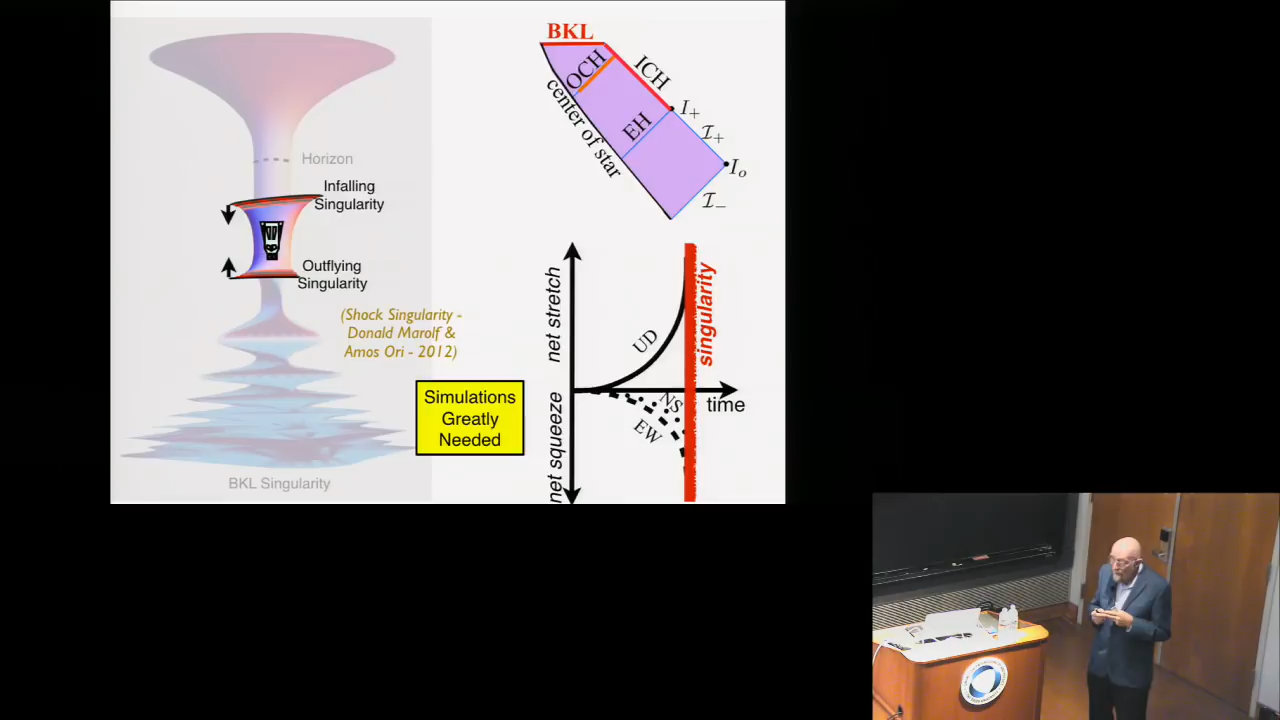 Horizon
Infalling
Singularity
Outflying
Singularity
(Shock Singularity -
Donald Marolf &
Amos Ori - 2012)
Simulations
Greatly
Needed
BKL Singularity
BKL
OCH
ICH
center of star
EH
I+
ℐ+
Io
ℐ−
net stretch
net squeeze
UD
NS
EW
singularity
time